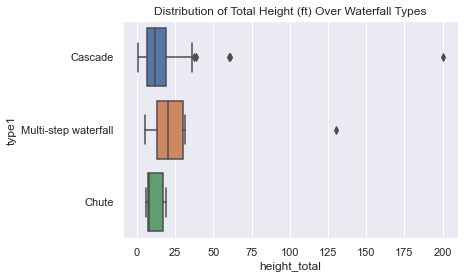 Distribution of Total Height (ft) Over Waterfall Types
type1
Cascade
Multi-step waterfall
Chute
0 25 50 75 100 125 150 175 200
height_total